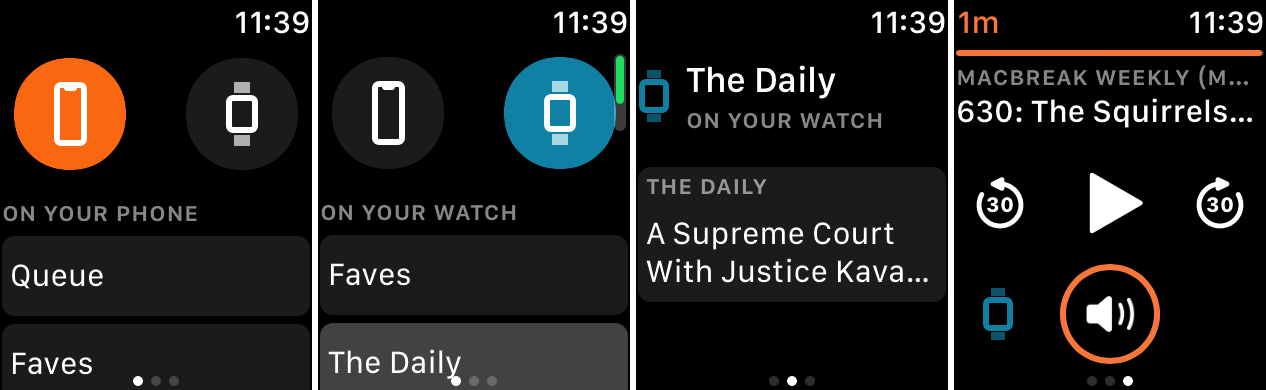 11:39
ON YOUR PHONE
Queue
Faves
11:39
ON YOUR WATCH
Faves
The Daily
11:39
The Daily
ON YOUR WATCH
THE DAILY
A Supreme Court
With Justice Kava...
1m 11:39
MACBREAK WEEKLY (M...
630: The Squirrels...
30 30